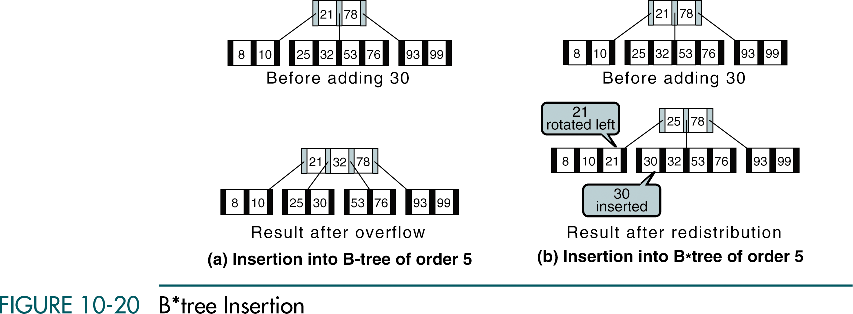 21 78
8 10 25 32 53 76 93 99
Before adding 30
21 32 78
8 10 25 30 53 76 93 99
Result after overflow
(a) Insertion into B-tree of order 5
21 78
8 10 25 32 53 76 93 99
Before adding 30
21
rotated left
25 78
8 10 21 30 32 53 76 93 99
30
inserted
Result after redistribution
(b) Insertion into B*tree of order 5
FIGURE 10-20 B*tree Insertion